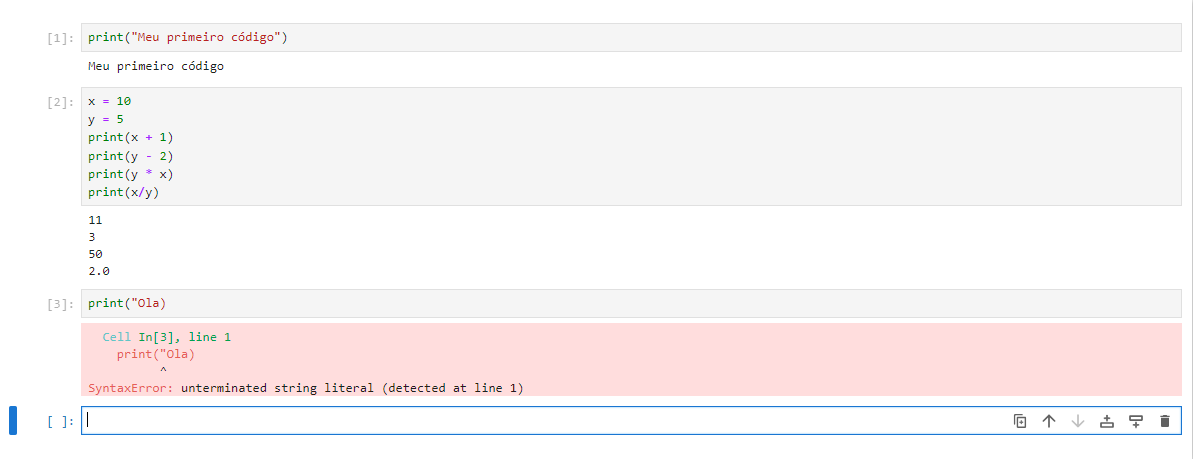 [1]: print("Meu primeiro código")
Meu primeiro código
[2]: x = 10
y = 5
print(x + 1)
print(y - 2)
print(y * x)
print(x/y)
11
3
50
2.0
[3]: print("Ola)
Cell In[3], line 1
print("Ola)
^
SyntaxError: unterminated string literal (detected at line 1)
[ ]: